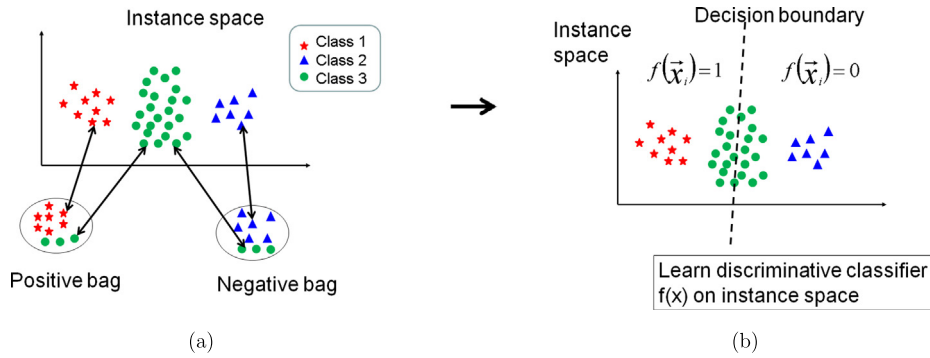 Instance space
Class 1
Class 2
Class 3
Positive bag
Negative bag
(a)
Decision boundary
Instance
space
f(x⃗ᵢ)=1
f(x⃗ᵢ)=0
Learn discriminative classifier
f(x) on instance space
(b)